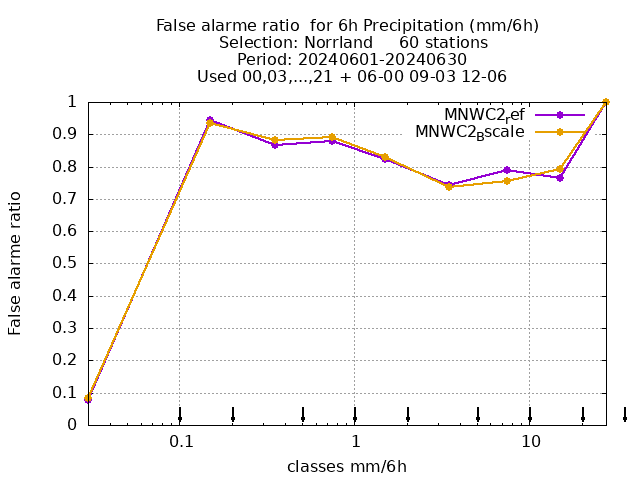 False alarme ratio  for 6h Precipitation (mm/6h)
Selection: Norrland     60 stations
Period: 20240601-20240630
Used 00,03,...,21 + 06-00 09-03 12-06
MNWC2_ref
MNWC2_Bscale
1
0.9
0.8
0.7
0.6
0.5
0.4
0.3
0.2
0.1
0
False alarme ratio
0.1 1 10
classes mm/6h